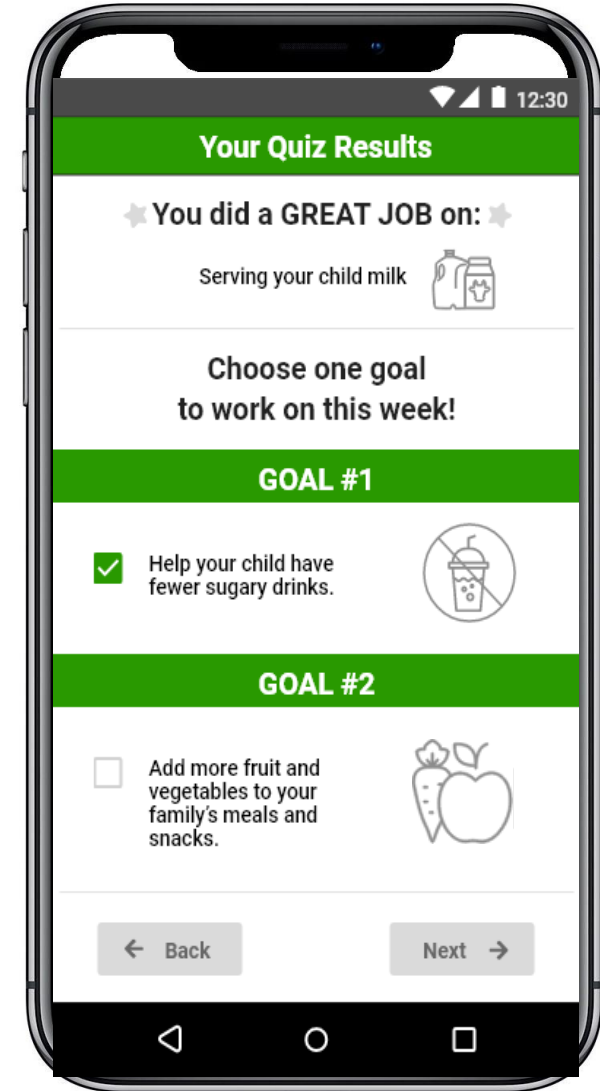 12:30
Your Quiz Results
You did a GREAT JOB on:
Serving your child milk
Choose one goal
to work on this week!
GOAL #1
Help your child have
fewer sugary drinks.
GOAL #2
Add more fruit and
vegetables to your
family's meals and
snacks.
Back
Next